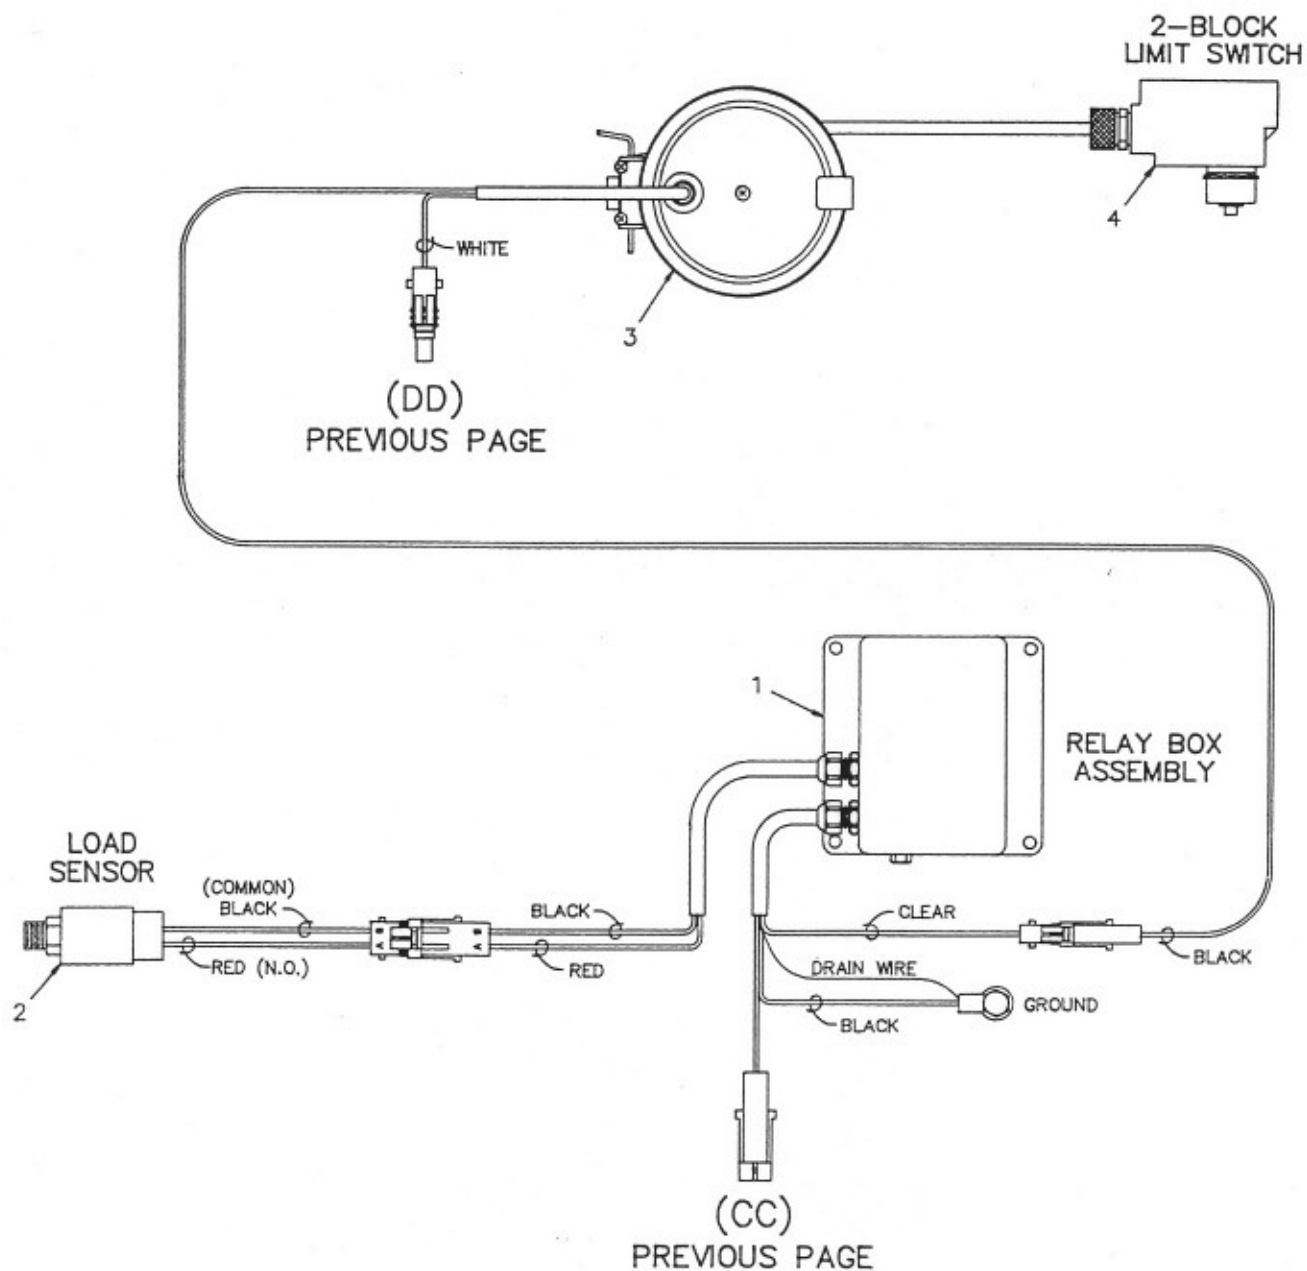 2-BLOCK
LIMIT SWITCH
4
WHITE
3
(DD)
PREVIOUS PAGE
1
RELAY BOX
ASSEMBLY
LOAD
SENSOR
(COMMON)
BLACK
B
A
B
A
BLACK
CLEAR
RED (N.O.)
RED
DRAIN WIRE
BLACK
2
GROUND
BLACK
(CC)
PREVIOUS PAGE